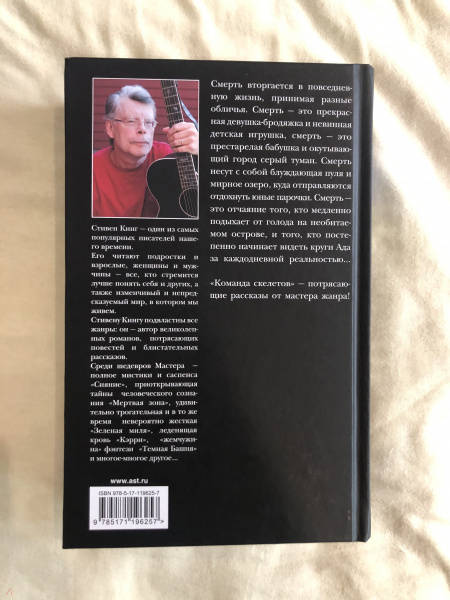 Смерть вторгается в повседнев-
ную жизнь, принимая разные
обличья. Смерть — это прекрас-
ная девушка-бродяжка и невинная
детская игрушка, смерть — это
престарелая бабушка и окутываю-
щий город серый туман. Смерть
несут с собой блуждающая пуля и
мирное озеро, куда отправляются
отдохнуть юные парочки. Смерть —
это отчаяние того, кто медленно
подыхает от голода на необитае-
мом острове, и того, кто посте-
пенно начинает видеть круги Ада
за каждодневной реальностью...
«Команда скелетов» — потрясаю-
щие рассказы от мастера жанра!
Стивен Кинг — один из самых
популярных писателей наше-
го времени.
Его читают подростки и
взрослые, женщины и муж-
чины — все, кто стремится
лучше понять себя и других, а
также изменчивый и непред-
сказуемый мир, в котором мы
живем.
Стивену Кингу подвластны все
жанры: он — автор великолеп-
ных романов, потрясающих
повестей и блистательных
рассказов.
Среди шедевров Мастера —
полное мистики и саспенса
«Сияние», приоткрывающая
тайны человеческого созна-
ния «Мертвая зона», удиви-
тельно трогательная и в то же
время невероятно жесткая
«Зеленая миля», леденящая
кровь «Кэрри», «жемчужи-
на» фэнтези «Темная Башня»
и многое-многое другое...
www.ast.ru
ISBN 978-5-17-119625-7
9 785171 196257 >